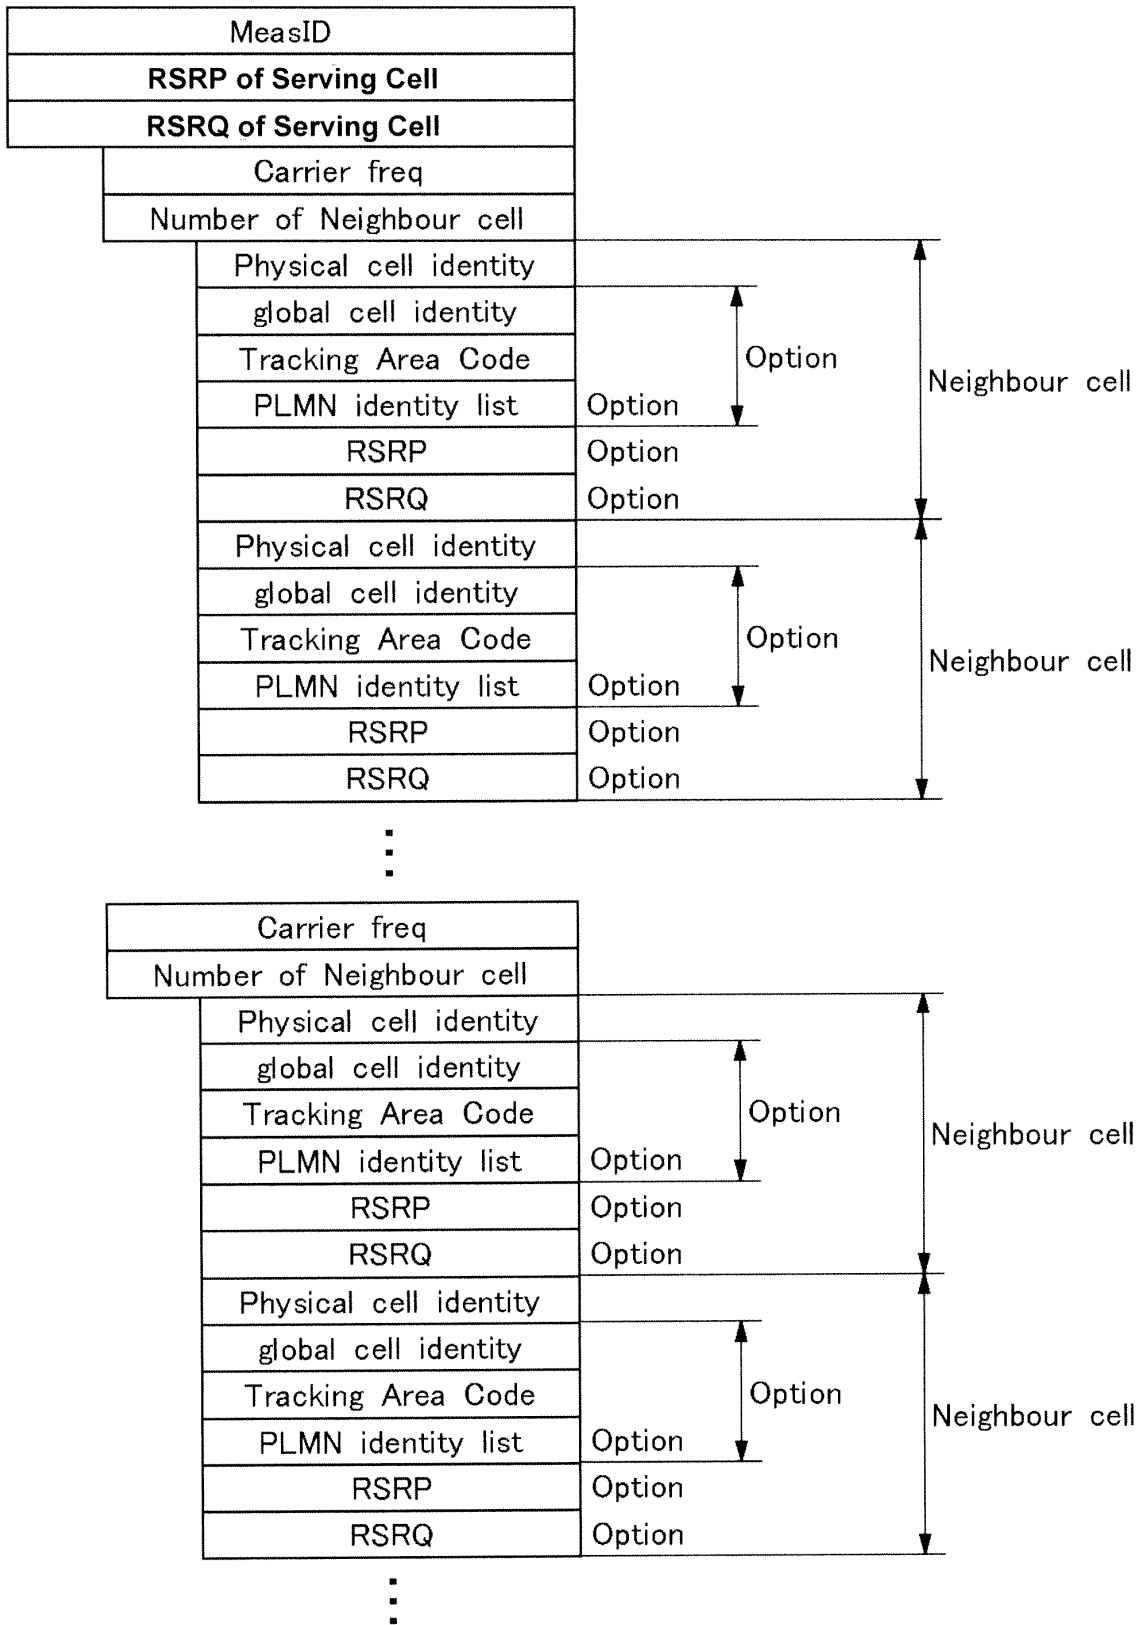 MeasID
RSRP of Serving Cell
RSRQ of Serving Cell
Carrier freq
Number of Neighbour cell
Physical cell identity
global cell identity
Tracking Area Code
Option
Neighbour cell
PLMN identity list Option
RSRP Option
RSRQ Option
Physical cell identity
global cell identity
Tracking Area Code
Option
Neighbour cell
PLMN identity list Option
RSRP Option
RSRQ Option
Carrier freq
Number of Neighbour cell
Physical cell identity
global cell identity
Tracking Area Code
Option
Neighbour cell
PLMN identity list Option
RSRP Option
RSRQ Option
Physical cell identity
global cell identity
Tracking Area Code
Option
Neighbour cell
PLMN identity list Option
RSRP Option
RSRQ Option